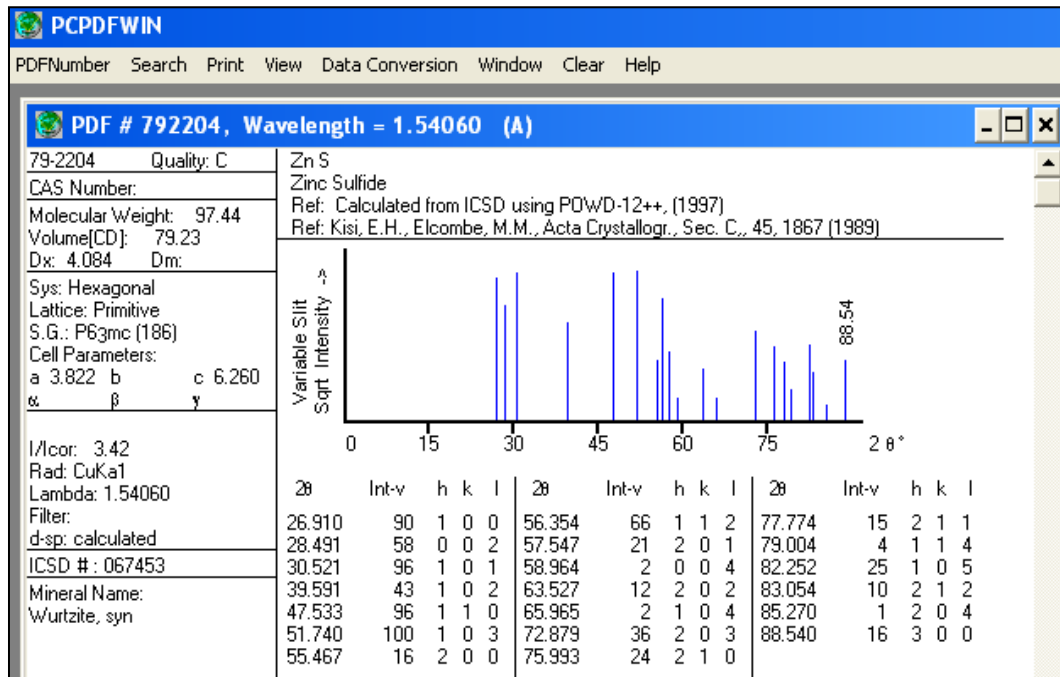 PCPDFWIN
PDFNumber Search Print View Data Conversion Window Clear Help
PDF # 792204, Wavelength = 1.54060 (A)
79-2204 Quality: C
CAS Number:
Molecular Weight: 97.44
Volume[CD]: 79.23
Dx: 4.084 Dm:
Sys: Hexagonal
Lattice: Primitive
S.G.: P63mc (186)
Cell Parameters:
a 3.822 b c 6.260
α β γ
I/Icor: 3.42
Rad: CuKa1
Lambda: 1.54060
Filter:
d-sp: calculated
ICSD # : 067453
Mineral Name:
Wurtzite, syn
Zn S
Zinc Sulfide
Ref: Calculated from ICSD using POWD-12++, (1997)
Ref: Kisi, E.H., Elcombe, M.M., Acta Crystallogr., Sec. C,, 45, 1867 (1989)
Variable Slit
Sqrt Intensity ->
88.54
0 15 30 45 60 75 2 θ°
2θ Int-v h k l 2θ Int-v h k l 2θ Int-v h k l
26.910 90 1 0 0 56.354 66 1 1 2 77.774 15 2 1 1
28.491 58 0 0 2 57.547 21 2 0 1 79.004 4 1 1 4
30.521 96 1 0 1 58.964 2 0 0 4 82.252 25 1 0 5
39.591 43 1 0 2 63.527 12 2 0 2 83.054 10 2 1 2
47.533 96 1 1 0 65.965 2 1 0 4 85.270 1 2 0 4
51.740 100 1 0 3 72.879 36 2 0 3 88.540 16 3 0 0
55.467 16 2 0 0 75.993 24 2 1 0